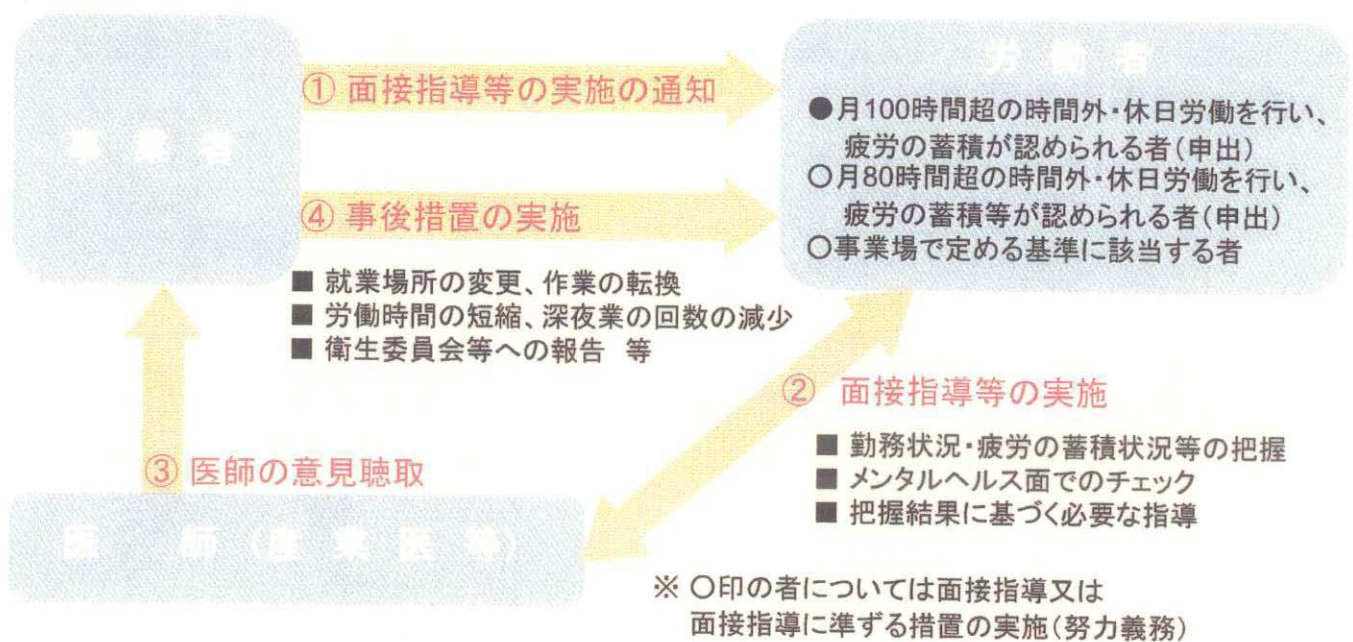 事 業 者
① 面接指導等の実施の通知
④ 事後措置の実施
■ 就業場所の変更、作業の転換
■ 労働時間の短縮、深夜業の回数の減少
■ 衛生委員会等への報告 等
労 働 者
●月100時間超の時間外・休日労働を行い、
疲労の蓄積が認められる者(申出)
○月80時間超の時間外・休日労働を行い、
疲労の蓄積等が認められる者(申出)
○事業場で定める基準に該当する者
② 面接指導等の実施
■ 勤務状況・疲労の蓄積状況等の把握
■ メンタルヘルス面でのチェック
■ 把握結果に基づく必要な指導
③ 医師の意見聴取
医 師(産 業 医 等)
※ ○印の者については面接指導又は
面接指導に準ずる措置の実施(努力義務)